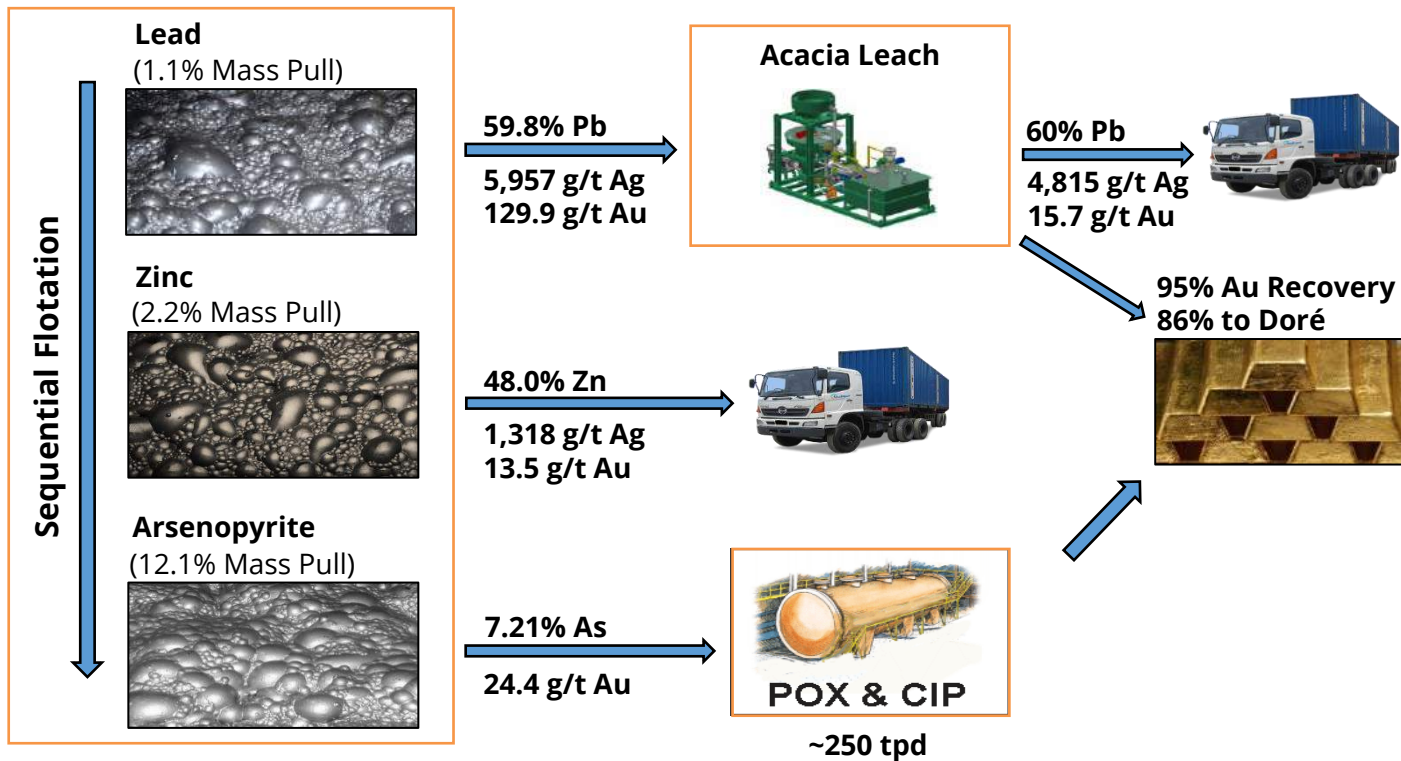 Sequential Flotation
Lead
(1.1% Mass Pull)
Zinc
(2.2% Mass Pull)
Arsenopyrite
(12.1% Mass Pull)
59.8% Pb
5,957 g/t Ag
129.9 g/t Au
48.0% Zn
1,318 g/t Ag
13.5 g/t Au
7.21% As
24.4 g/t Au
Acacia Leach
POX & CIP
~250 tpd
60% Pb
4,815 g/t Ag
15.7 g/t Au
95% Au Recovery
86% to Doré